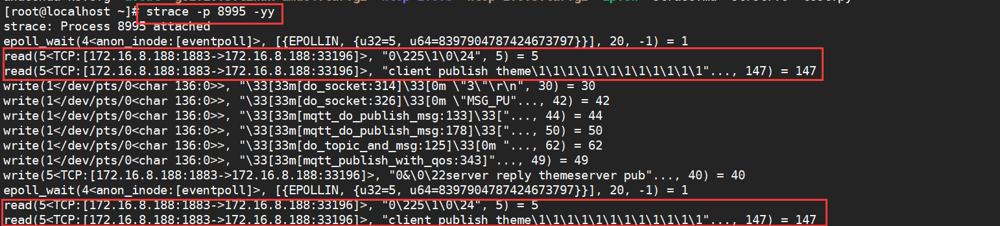 [root@localhost ~]# strace -p 8995 -yy
strace: Process 8995 attached
epoll_wait(4<anon_inode:[eventpoll]>, [{EPOLLIN, {u32=5, u64=8397904787424673797}}], 20, -1) = 1
read(5<TCP:[172.16.8.188:1883->172.16.8.188:33196]>, "0\225\1\0\24", 5) = 5
read(5<TCP:[172.16.8.188:1883->172.16.8.188:33196]>, "client publish theme\1\1\1\1\1\1\1\1\1\1\1\1"..., 147) = 147
write(1</dev/pts/0<char 136:0>>, "\33[33m[do_socket:314]\33[0m \"3\"\r\n", 30) = 30
write(1</dev/pts/0<char 136:0>>, "\33[33m[do_socket:326]\33[0m \"MSG_PU"..., 42) = 42
write(1</dev/pts/0<char 136:0>>, "\33[33m[mqtt_do_publish_msg:133]\33["..., 44) = 44
write(1</dev/pts/0<char 136:0>>, "\33[33m[mqtt_do_publish_msg:178]\33["..., 50) = 50
write(1</dev/pts/0<char 136:0>>, "\33[33m[do_topic_and_msg:125]\33[0m "..., 62) = 62
write(1</dev/pts/0<char 136:0>>, "\33[33m[mqtt_publish_with_qos:343]"..., 49) = 49
write(5<TCP:[172.16.8.188:1883->172.16.8.188:33196]>, "0&\0\22server reply themeserver pub"..., 40) = 40
epoll_wait(4<anon_inode:[eventpoll]>, [{EPOLLIN, {u32=5, u64=8397904787424673797}}], 20, -1) = 1
read(5<TCP:[172.16.8.188:1883->172.16.8.188:33196]>, "0\225\1\0\24", 5) = 5
read(5<TCP:[172.16.8.188:1883->172.16.8.188:33196]>, "client publish theme\1\1\1\1\1\1\1\1\1\1\1\1"..., 147) = 147